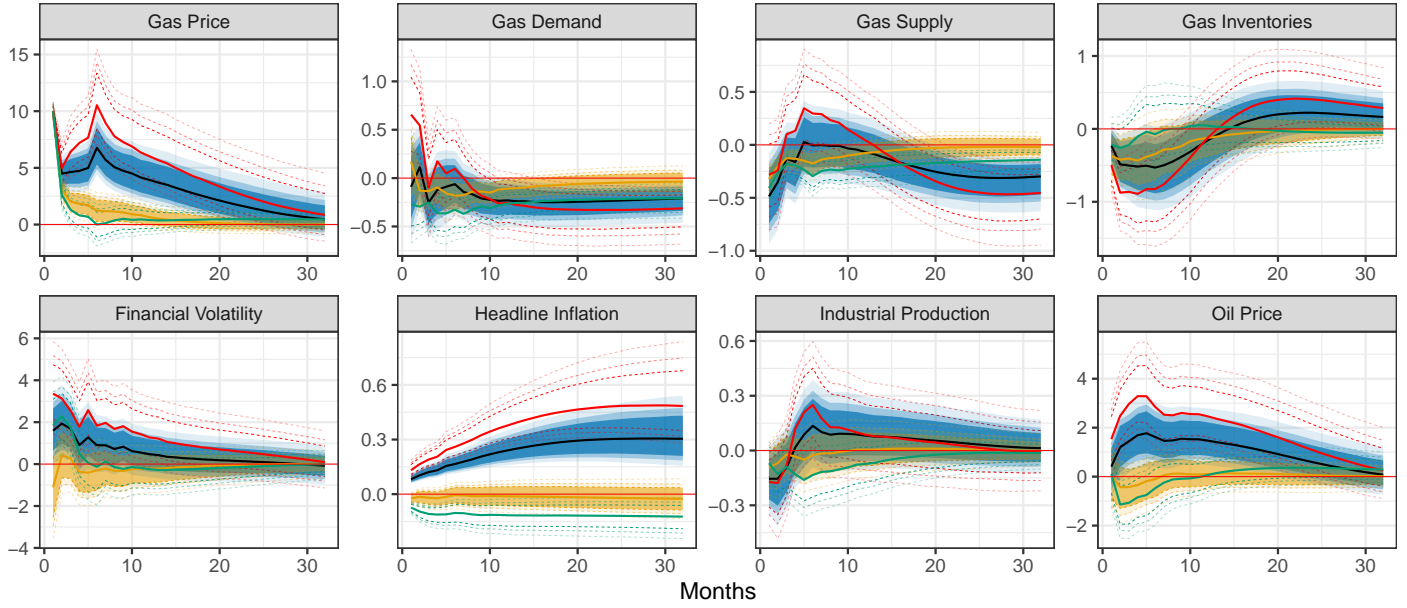 Gas Price
Gas Demand
Gas Supply
Gas Inventories
15
10
5
0
1.0
0.5
0.0
−0.5
0.5
0.0
−0.5
−1.0
1
0
−1
0 10 20 30
0 10 20 30
0 10 20 30
0 10 20 30
Financial Volatility
Headline Inflation
Industrial Production
Oil Price
6
4
2
0
−2
−4
0.6
0.3
0.0
0.6
0.3
0.0
−0.3
4
2
0
−2
0 10 20 30
0 10 20 30
0 10 20 30
0 10 20 30
Months